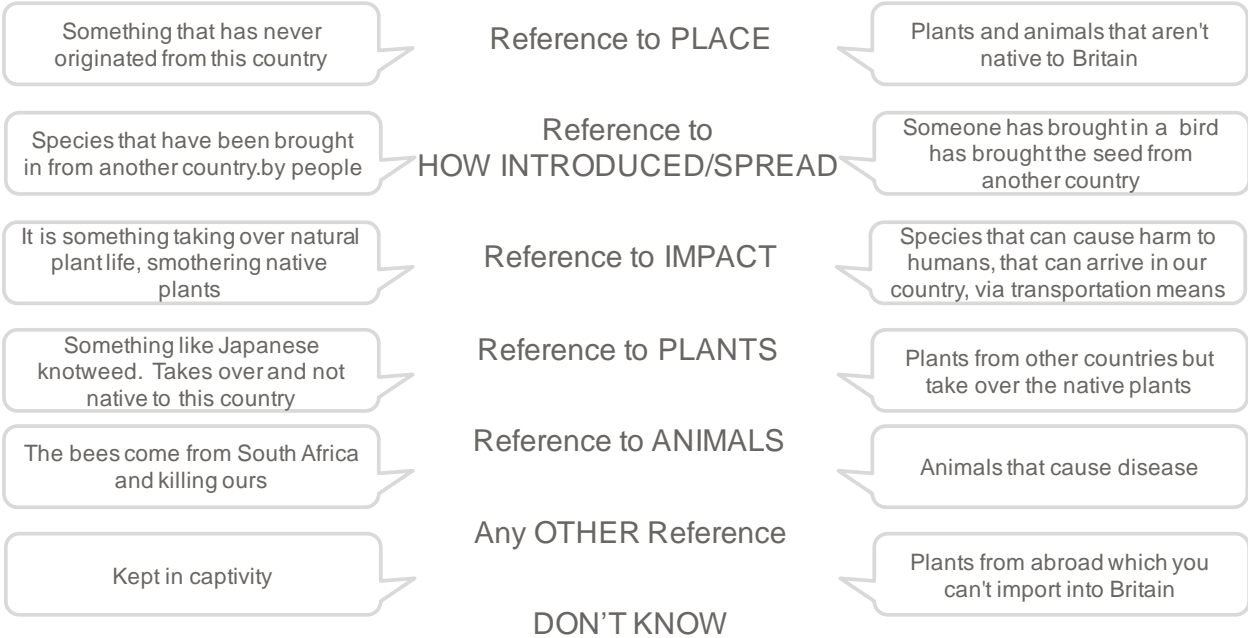 Something that has never
originated from this country
Reference to PLACE
Plants and animals that aren't
native to Britain
Species that have been brought
in from another country.by people
Reference to
HOW INTRODUCED/SPREAD
Someone has brought in a bird
has brought the seed from
another country
It is something taking over natural
plant life, smothering native
plants
Reference to IMPACT
Species that can cause harm to
humans, that can arrive in our
country, via transportation means
Something like Japanese
knotweed. Takes over and not
native to this country
Reference to PLANTS
Plants from other countries but
take over the native plants
The bees come from South Africa
and killing ours
Reference to ANIMALS
Animals that cause disease
Any OTHER Reference
Kept in captivity
Plants from abroad which you
can't import into Britain
DON'T KNOW